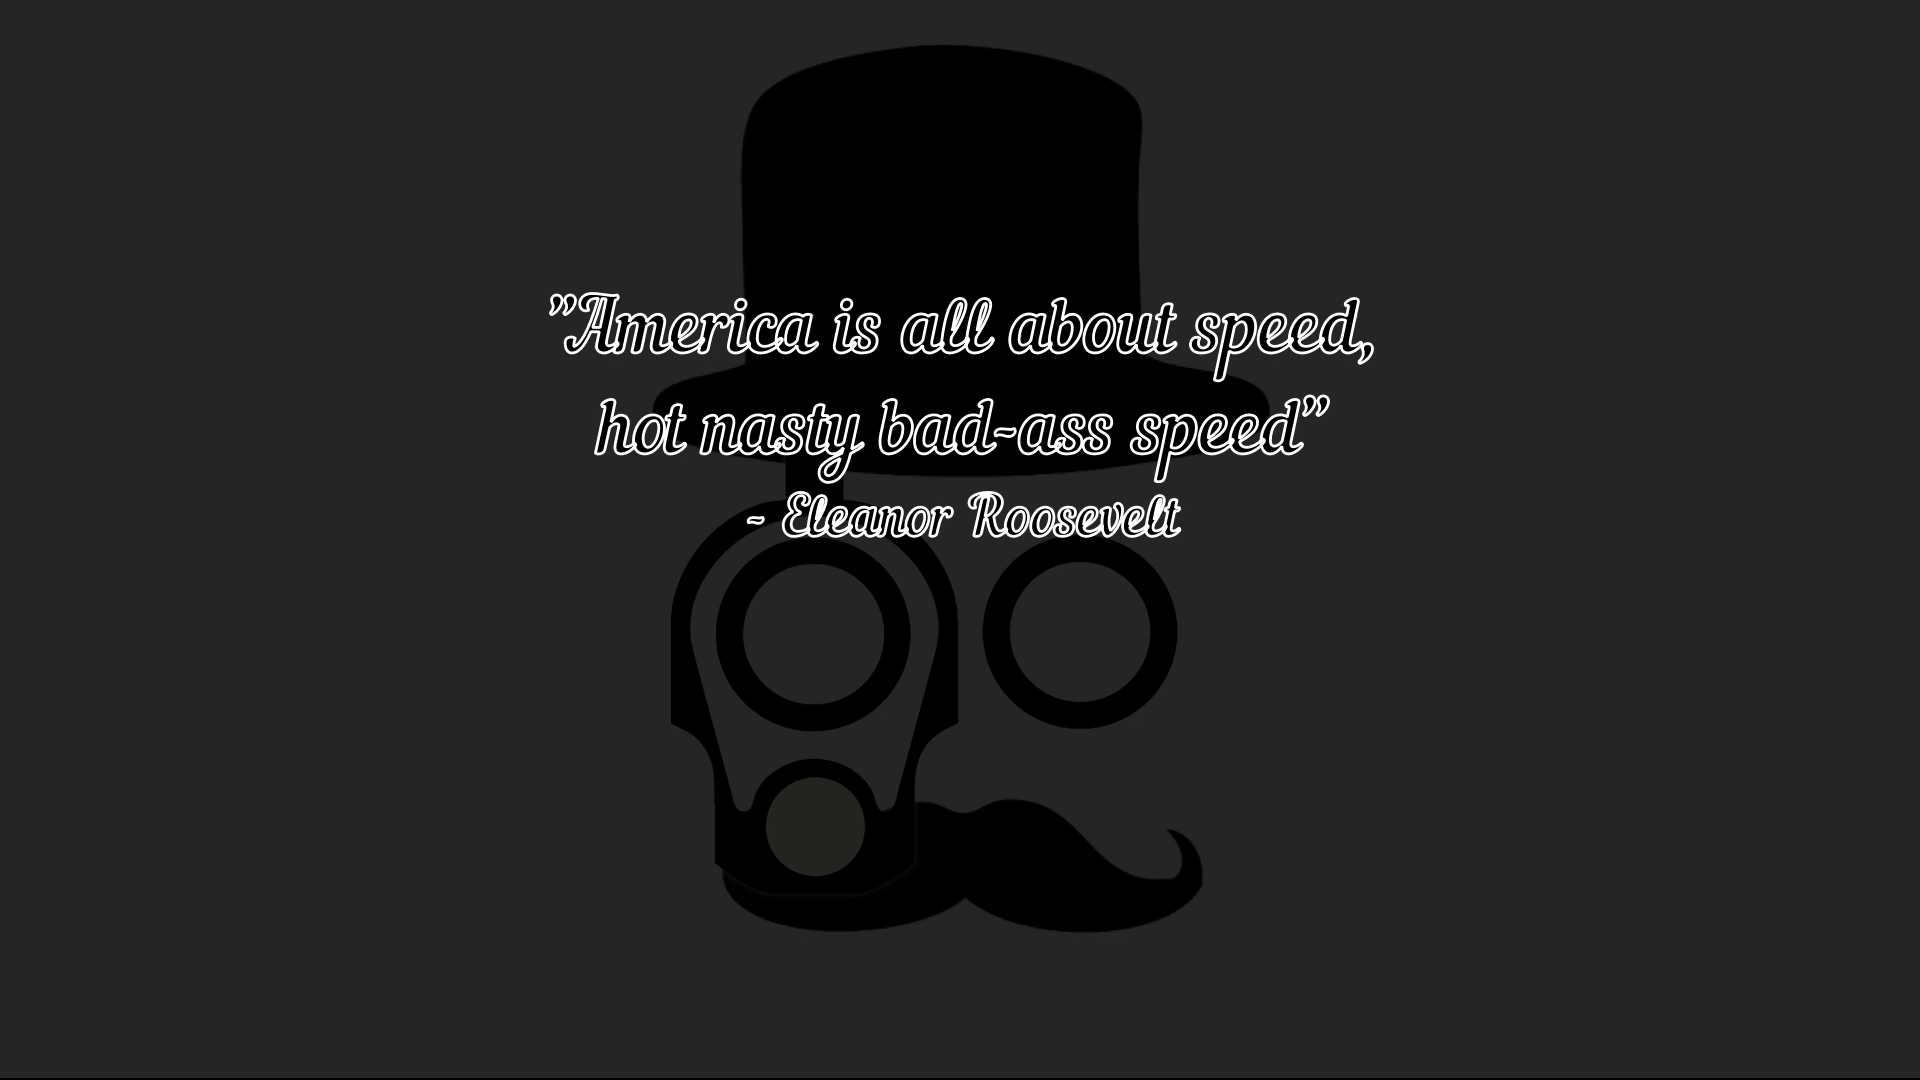 ”America is all about speed,
hot nasty bad-ass speed”
~ Eleanor Roosevelt